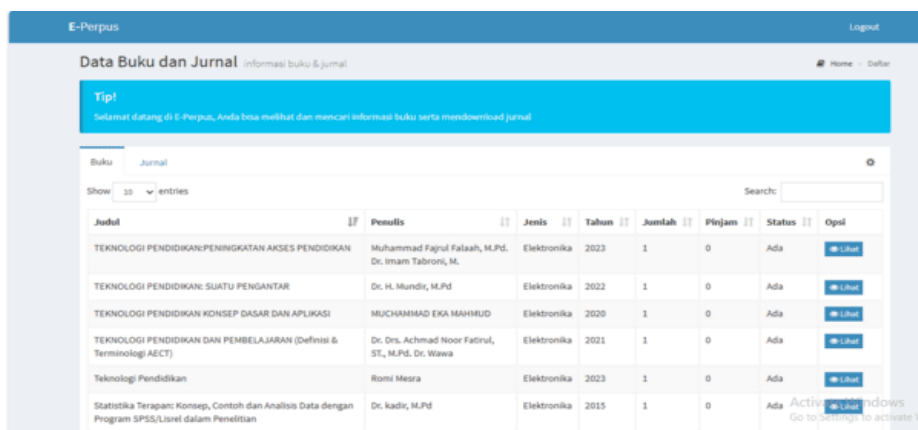 E-Perpus Logout
Data Buku dan Jurnal informasi buku & jurnal Home Daftar
Tip!
Selamat datang di E-Perpus, Anda bisa melihat dan mencari informasi buku serta mendownload jurnal
Buku Jurnal
Show 10 entries Search:
Judul Penulis Jenis Tahun Jumlah Pinjam Status Opsi
TEKNOLOGI PENDIDIKAN:PENINGKATAN AKSES PENDIDIKAN Muhammad Fajrul Falaah, M.Pd. Elektronika 2023 1 0 Ada Lihat
Dr. Imam Tabroni, M.
TEKNOLOGI PENDIDIKAN: SUATU PENGANTAR Dr. H. Mundir, M.Pd Elektronika 2022 1 0 Ada Lihat
TEKNOLOGI PENDIDIKAN KONSEP DASAR DAN APLIKASI MUCHAMMAD EKA MAHMUD Elektronika 2020 1 0 Ada Lihat
TEKNOLOGI PENDIDIKAN DAN PEMBELAJARAN (Definisi & Dr. Drs. Achmad Noor Fatirul, Elektronika 2021 1 0 Ada Lihat
Terminologi AECT) ST., M.Pd. Dr. Wawa
Teknologi Pendidikan Romi Mesra Elektronika 2023 1 0 Ada Lihat
Statistika Terapan: Konsep, Contoh dan Analisis Data dengan Dr. kadir, M.Pd Elektronika 2015 1 0 Ada Lihat
Program SPSS/Lisrel dalam Penelitian
Activate Windows
Go to Settings to activate